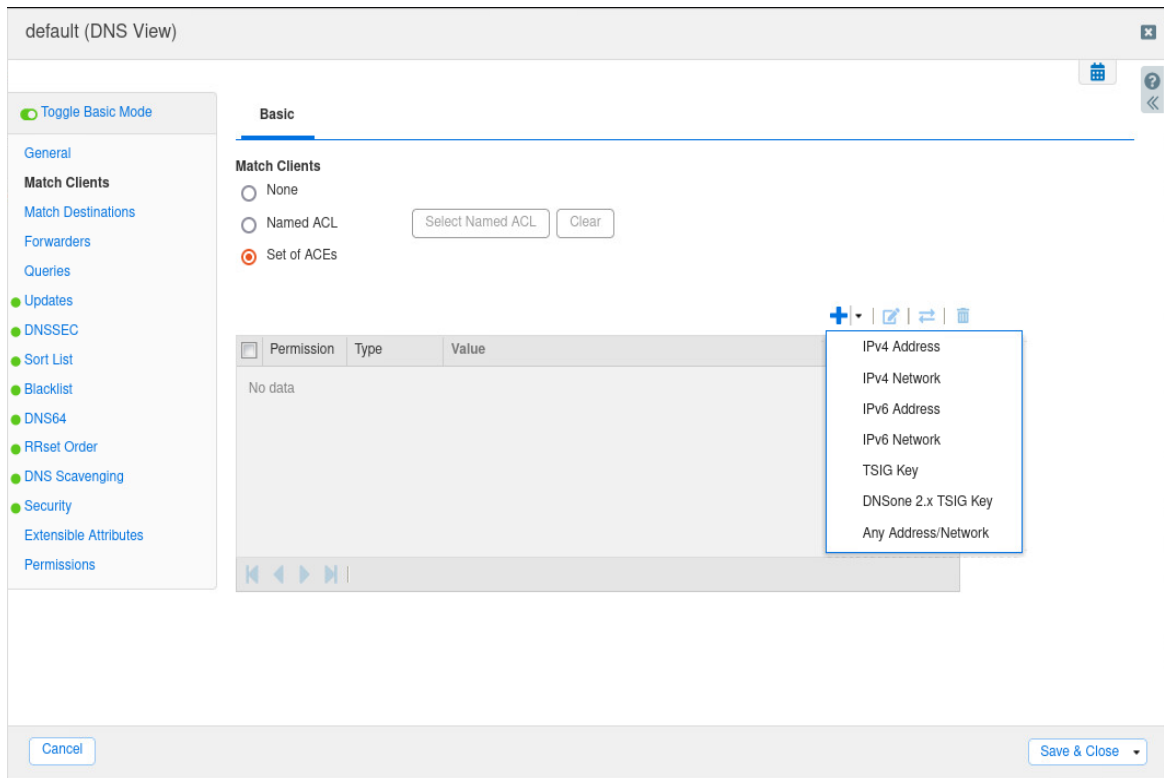 default (DNS View)
Toggle Basic Mode
General
Match Clients
Match Destinations
Forwarders
Queries
Updates
DNSSEC
Sort List
Blacklist
DNS64
RRset Order
DNS Scavenging
Security
Extensible Attributes
Permissions
Basic
Match Clients
None
Named ACL Select Named ACL Clear
Set of ACEs
Permission Type Value
No data
IPv4 Address
IPv4 Network
IPv6 Address
IPv6 Network
TSIG Key
DNSone 2.x TSIG Key
Any Address/Network
Cancel Save & Close